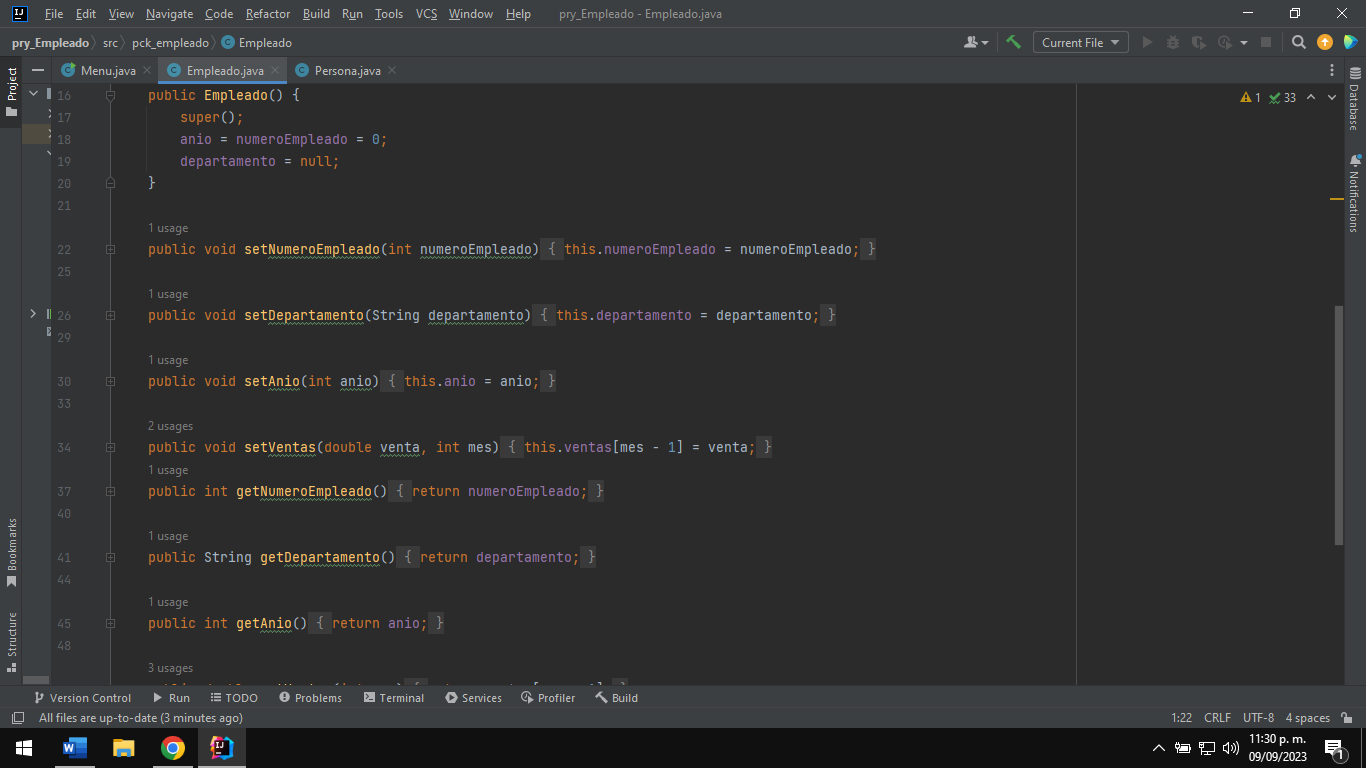 File Edit View Navigate Code Refactor Build Run Tools VCS Window Help pry_Empleado - Empleado.java
pry_Empleado src pck_empleado Empleado Current File
Project
Menu.java Empleado.java Persona.java
16 public Empleado() {
17 super();
18 anio = numeroEmpleado = 0;
19 departamento = null;
20 }
21
1 usage
22 public void setNumeroEmpleado(int numeroEmpleado) { this.numeroEmpleado = numeroEmpleado; }
25
1 usage
26 public void setDepartamento(String departamento) { this.departamento = departamento; }
29
1 usage
30 public void setAnio(int anio) { this.anio = anio; }
33
2 usages
34 public void setVentas(double venta, int mes) { this.ventas[mes - 1] = venta; }
1 usage
37 public int getNumeroEmpleado() { return numeroEmpleado; }
40
1 usage
41 public String getDepartamento() { return departamento; }
44
1 usage
45 public int getAnio() { return anio; }
48
3 usages
1 33
Database
Notifications
Bookmarks
Structure
Version Control Run TODO Problems Terminal Services Profiler Build
All files are up-to-date (3 minutes ago) 1:22 CRLF UTF-8 4 spaces
11:30 p. m.
09/09/2023
1